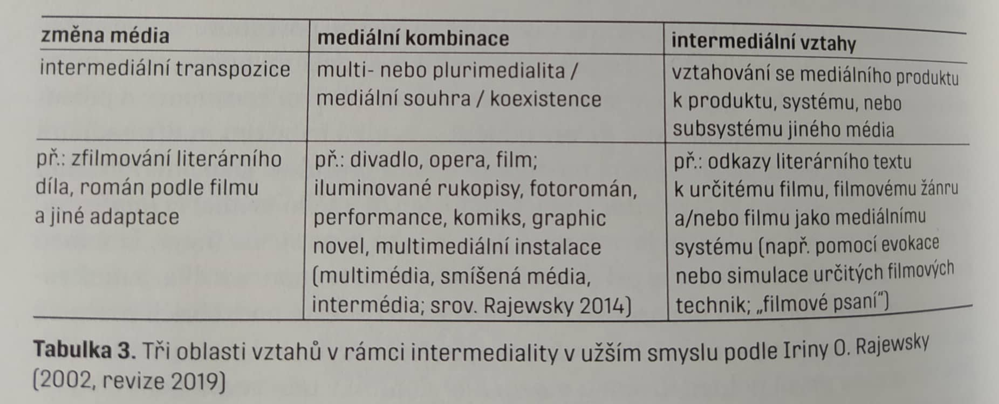 změna média
mediální kombinace
intermediální vztahy
intermediální transpozice
multi- nebo plurimedialita /
mediální souhra / koexistence
vztahování se mediálního produktu
k produktu, systému, nebo
subsystému jiného média
př.: zfilmování literárního
díla, román podle filmu
a jiné adaptace
př.: divadlo, opera, film;
iluminované rukopisy, fotoromán,
performance, komiks, graphic
novel, multimediální instalace
(multimédia, smíšená média,
intermédia; srov. Rajewsky 2014)
př.: odkazy literárního textu
k určitému filmu, filmovému žánru
a/nebo filmu jako mediálnímu
systému (např. pomocí evokace
nebo simulace určitých filmových
technik; „filmové psaní“)
Tabulka 3. Tři oblasti vztahů v rámci intermediality v užším smyslu podle Iriny O. Rajewsky
(2002, revize 2019)